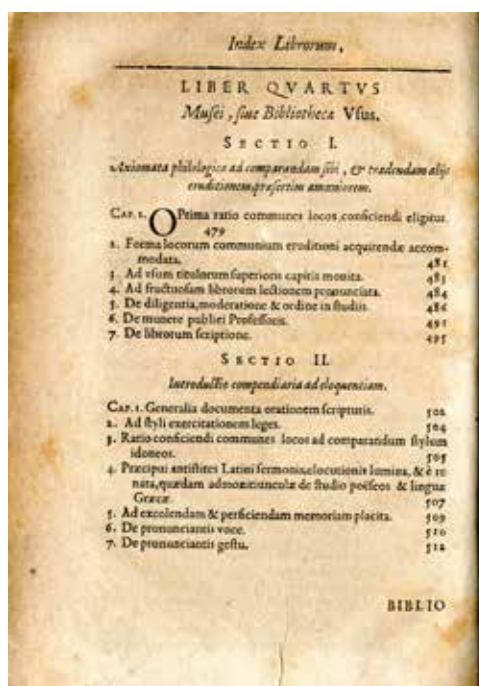 Index Librorum,
LIBER QVARTVS
Musei, siue Bibliothecæ Vsus.
SECTIO I.
Axiomata philologica ad comparandam sibi, & tradendam alijs
eruditionem præsertim amœniorem.
CAP. 1. OPtima ratio communes locos conficiendi eligitur.
479
2. Forma locorum communium eruditioni acquirendæ accom-
modata. 481
3. Ad vsum titulorum superioris capitis monita. 483
4. Ad fructuosam librorum lectionem pronunciata. 484
5. De diligentia, moderatione & ordine in studiis. 486
6. De munere publici Professoris. 491
7. De librorum scriptione. 495
SECTIO II.
Introductio compendiaria ad eloquentiam.
CAP. 1. Generalia documenta orationem scripturis. 502
2. Ad styli exercitationem leges. 504
3. Ratio conficiendi communes locos ad comparandum stylum
idoneos. 505
4. Præcipui antistites Latini sermonis, elocutionis lumina, & è re
nata, quædam admonitiunculæ de studio poëseos & linguæ
Græcæ. 507
5. Ad excolendam & perficiendam memoriam placita. 509
6. De pronunciantis voce. 510
7. De pronunciantis gestu. 512
BIBLIO